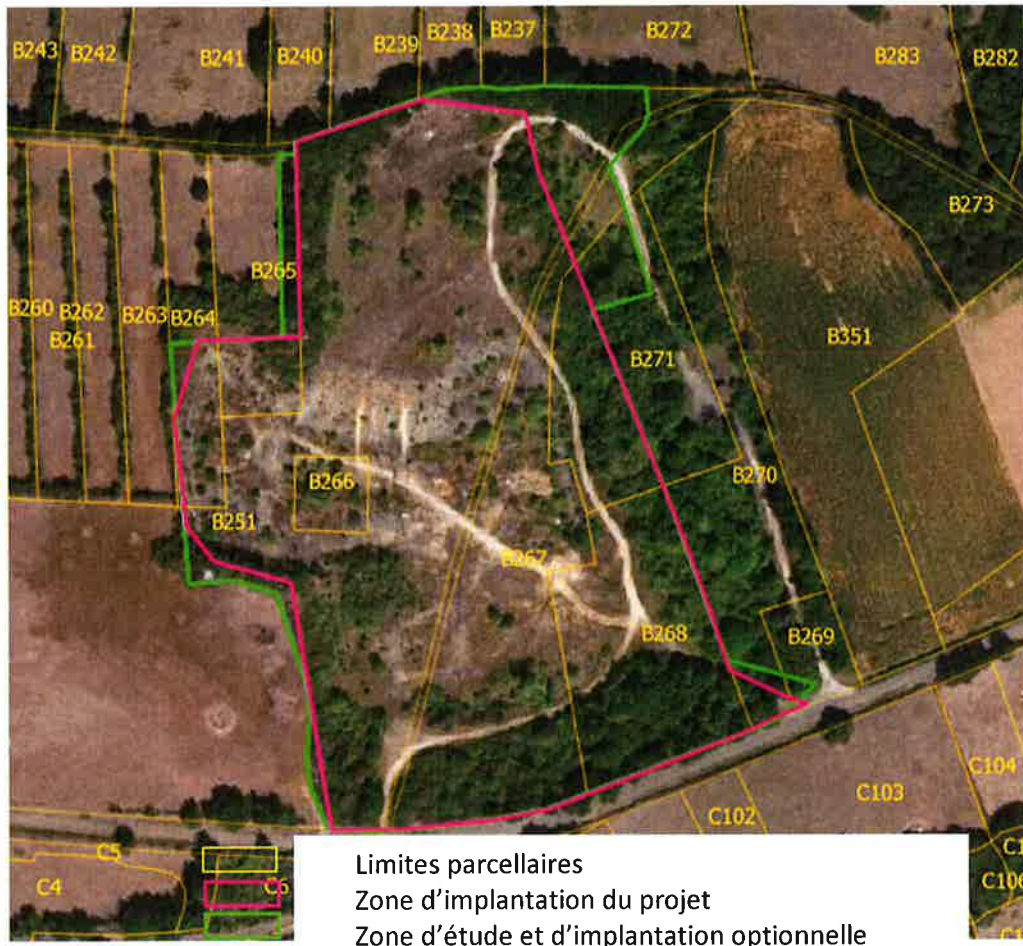 B243
B242
B241
B240
B239
B238
B237
B272
B283
B282
B273
B265
B260
B262
B261
B263
B264
B351
B271
B270
B266
B251
B267
B268
B269
C104
C103
C102
C5
C4
C6
C106
Limites parcellaires
Zone d'implantation du projet
Zone d'étude et d'implantation optionnelle